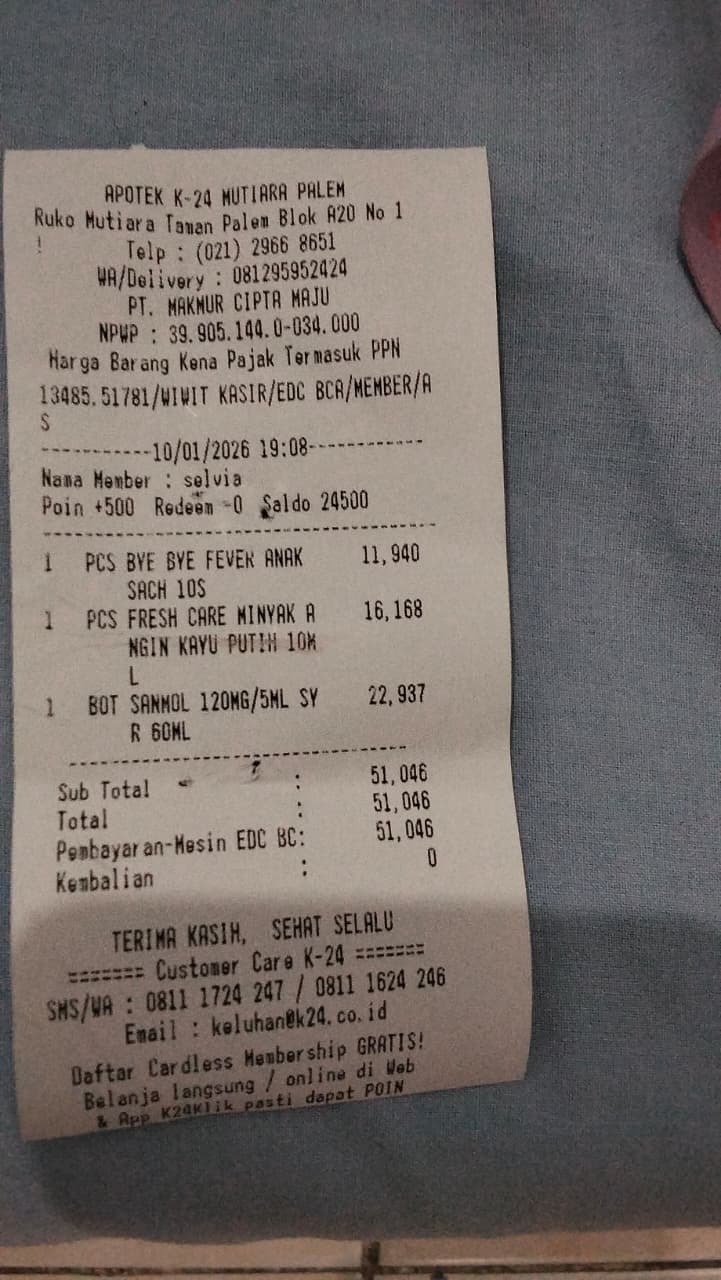 APOTEK K-24 MUTIARA PALEM
Ruko Mutiara Taman Palem Blok A20 No 1
!
Telp : (021) 2966 8651
WA/Delivery : 081295952424
PT. MAKMUR CIPTA MAJU
NPWP : 39.905.144.0-034.000
Harga Barang Kena Pajak Termasuk PPN
13485.51781/WIWIT KASIR/EDC BCA/MEMBER/A
S
-----------10/01/2026 19:08------------
Nama Member : selvia
Poin +500 Redeem -0 Saldo 24500
1 PCS BYE BYE FEVER ANAK 11,940
SACH 10S
1 PCS FRESH CARE MINYAK A 16,168
NGIN KAYU PUTIH 10M
L
1 BOT SANMOL 120MG/5ML SY 22,937
R 60ML
Sub Total : 51,046
Total : 51,046
Pembayaran-Mesin EDC BC: 51,046
Kembalian : 0
TERIMA KASIH, SEHAT SELALU
======= Customer Care K-24 =======
SMS/WA : 0811 1724 247 / 0811 1624 246
Email : keluhan@k24.co.id
Daftar Cardless Membership GRATIS!
Belanja langsung / online di Web
& App K24Klik pasti dapat POIN